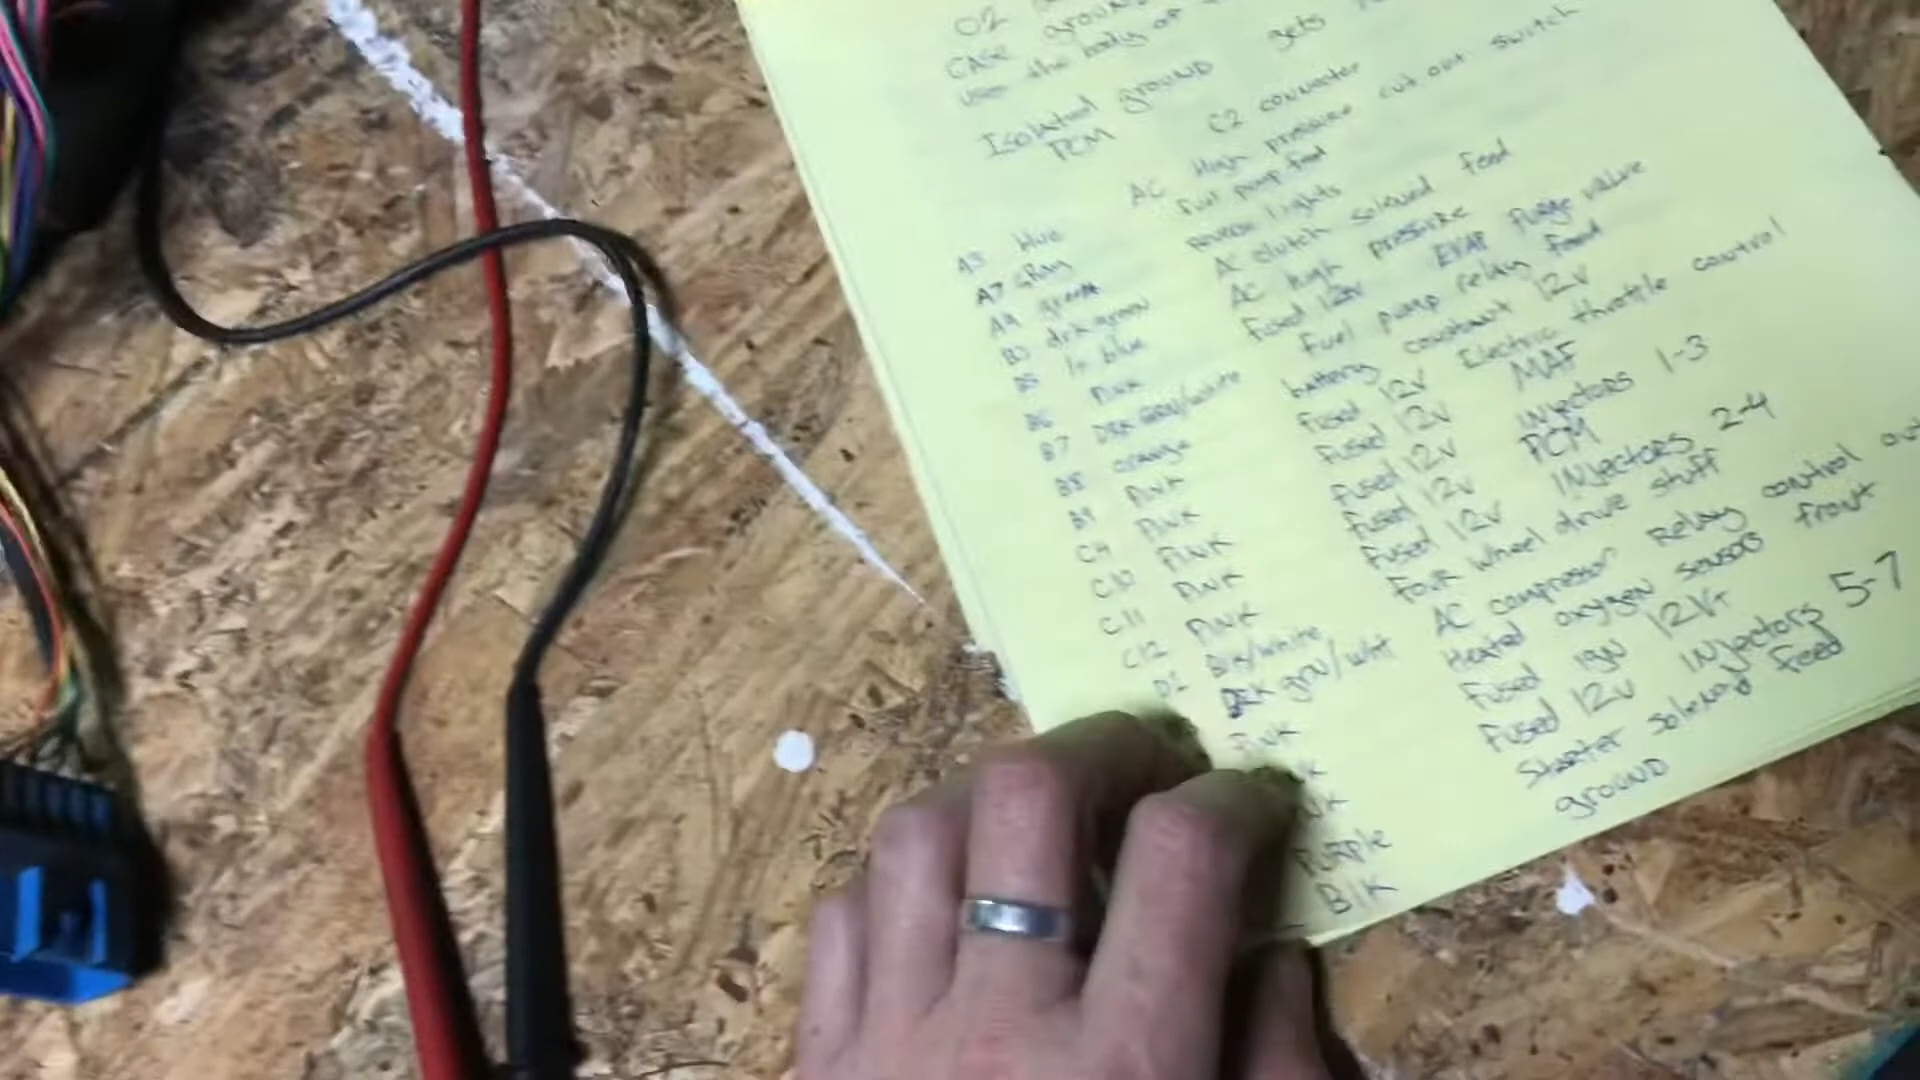 O2
CASE ground
use the body of
Isolated ground gets
PCM
C2 connector
A3 blue AC high pressure cut out switch
A7 GRAY fuel pump feed
A9 green reverse lights
B3 drk green AC clutch solenoid feed
B5 lt blue AC high pressure
B6 PINK fused 12v EVAP Purge valve
B7 DRK GRN/white fuel pump relay feed
B8 orange battery constant 12v
B9 PINK fused 12v Electric throttle control
C4 PINK fused 12v MAF
C10 PINK fused 12v INJectors 1-3
C11 PINK fused 12v PCM
C12 PINK fused 12v INJectors 2-4
D2 Blk/white four wheel drive stuff
DRK grn/wht AC compressor relay control out
PINK Heated oxygen sensors front
fused ign 12V+
fused 12v INJectors 5-7
PURPle starter solenoid feed
BlK ground